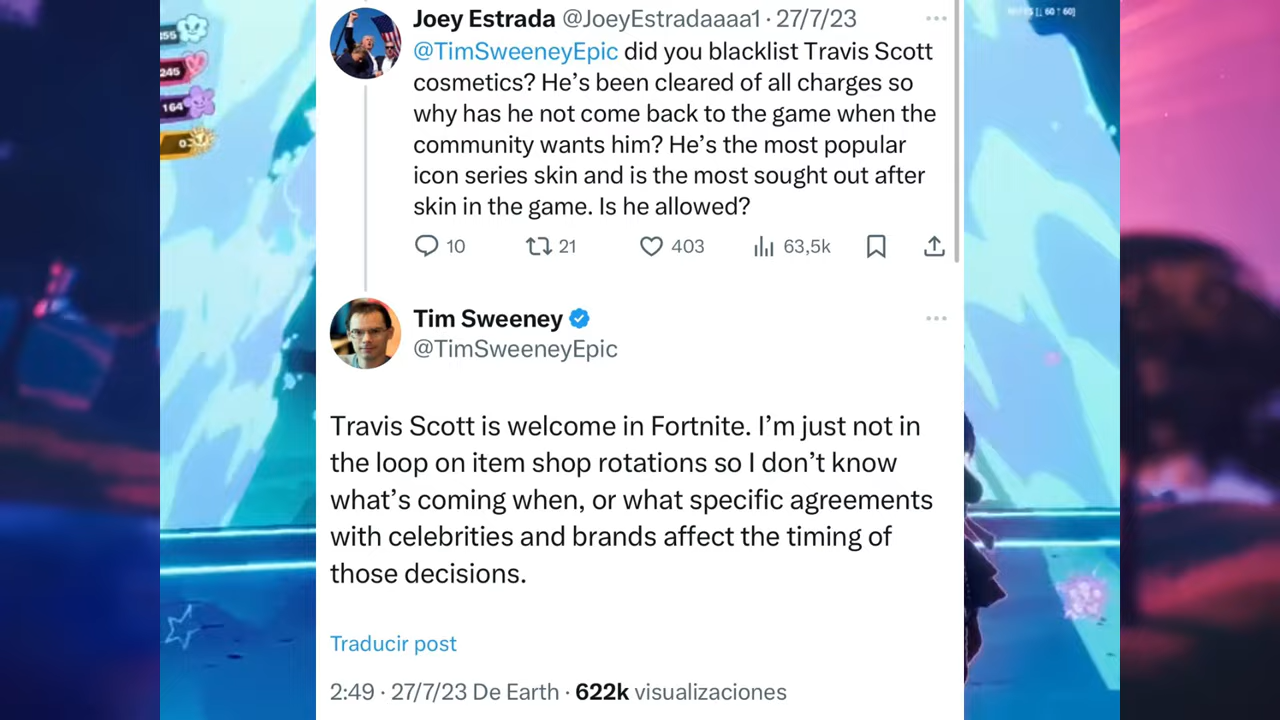 Joey Estrada @JoeyEstradaaaa1 · 27/7/23
@TimSweeneyEpic did you blacklist Travis Scott
cosmetics? He’s been cleared of all charges so
why has he not come back to the game when the
community wants him? He’s the most popular
icon series skin and is the most sought out after
skin in the game. Is he allowed?
10 21 403 63,5k
Tim Sweeney
@TimSweeneyEpic
Travis Scott is welcome in Fortnite. I’m just not in
the loop on item shop rotations so I don’t know
what’s coming when, or what specific agreements
with celebrities and brands affect the timing of
those decisions.
Traducir post
2:49 · 27/7/23 De Earth · 622k visualizaciones
245
164